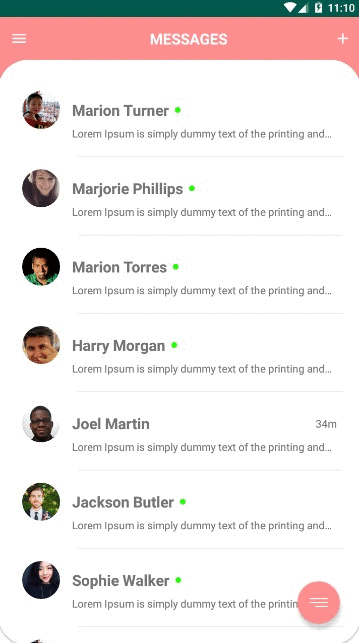 11:10
MESSAGES
Marion Turner
Lorem Ipsum is simply dummy text of the printing and...
Marjorie Phillips
Lorem Ipsum is simply dummy text of the printing and...
Marion Torres
Lorem Ipsum is simply dummy text of the printing and...
Harry Morgan
Lorem Ipsum is simply dummy text of the printing and...
Joel Martin 34m
Lorem Ipsum is simply dummy text of the printing and...
Jackson Butler
Lorem Ipsum is simply dummy text of the printing and...
Sophie Walker
Lorem Ipsum is simply dummy text of the printing